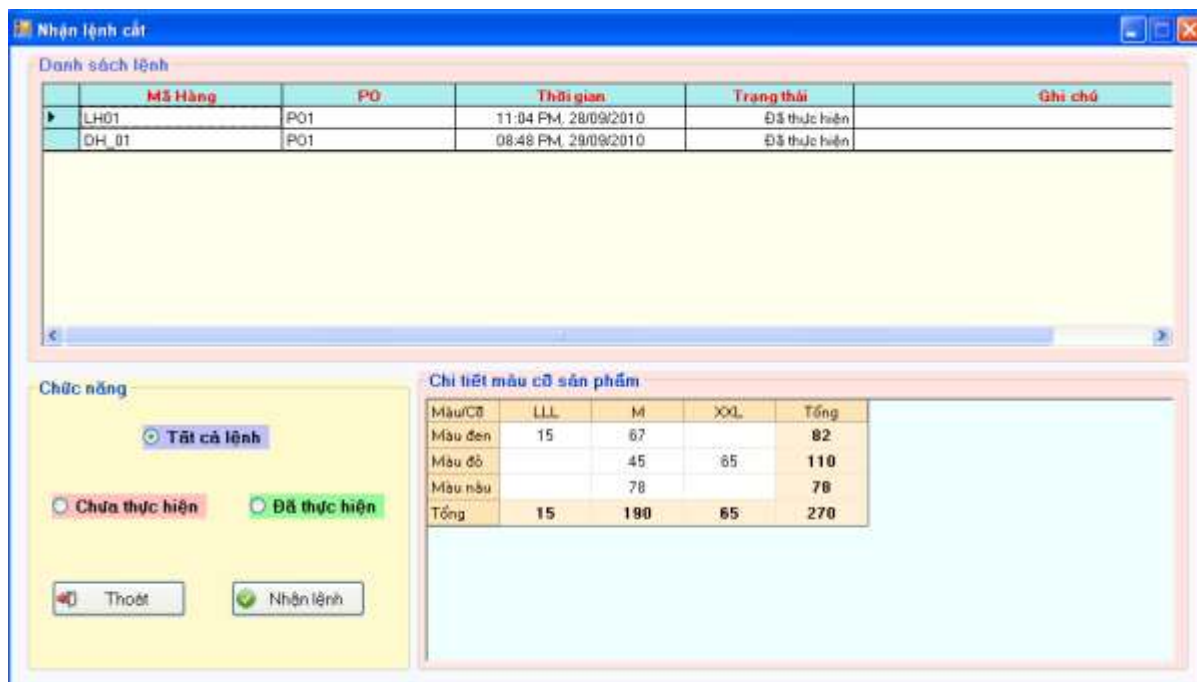 Nhận lệnh cắt
Danh sách lệnh
Mã Hàng PO Thời gian Trạng thái Ghi chú
LH01 PO1 11:04 PM, 28/09/2010 Đã thực hiện
DH_01 PO1 08:48 PM, 29/09/2010 Đã thực hiện
Chức năng
Tất cả lệnh
Chưa thực hiện Đã thực hiện
Thoát Nhận lệnh
Chi tiết màu cỡ sản phẩm
Màu/Cỡ LLL M XXL Tổng
Màu đen 15 67 82
Màu đỏ 45 65 110
Màu nâu 78 78
Tổng 15 190 65 270